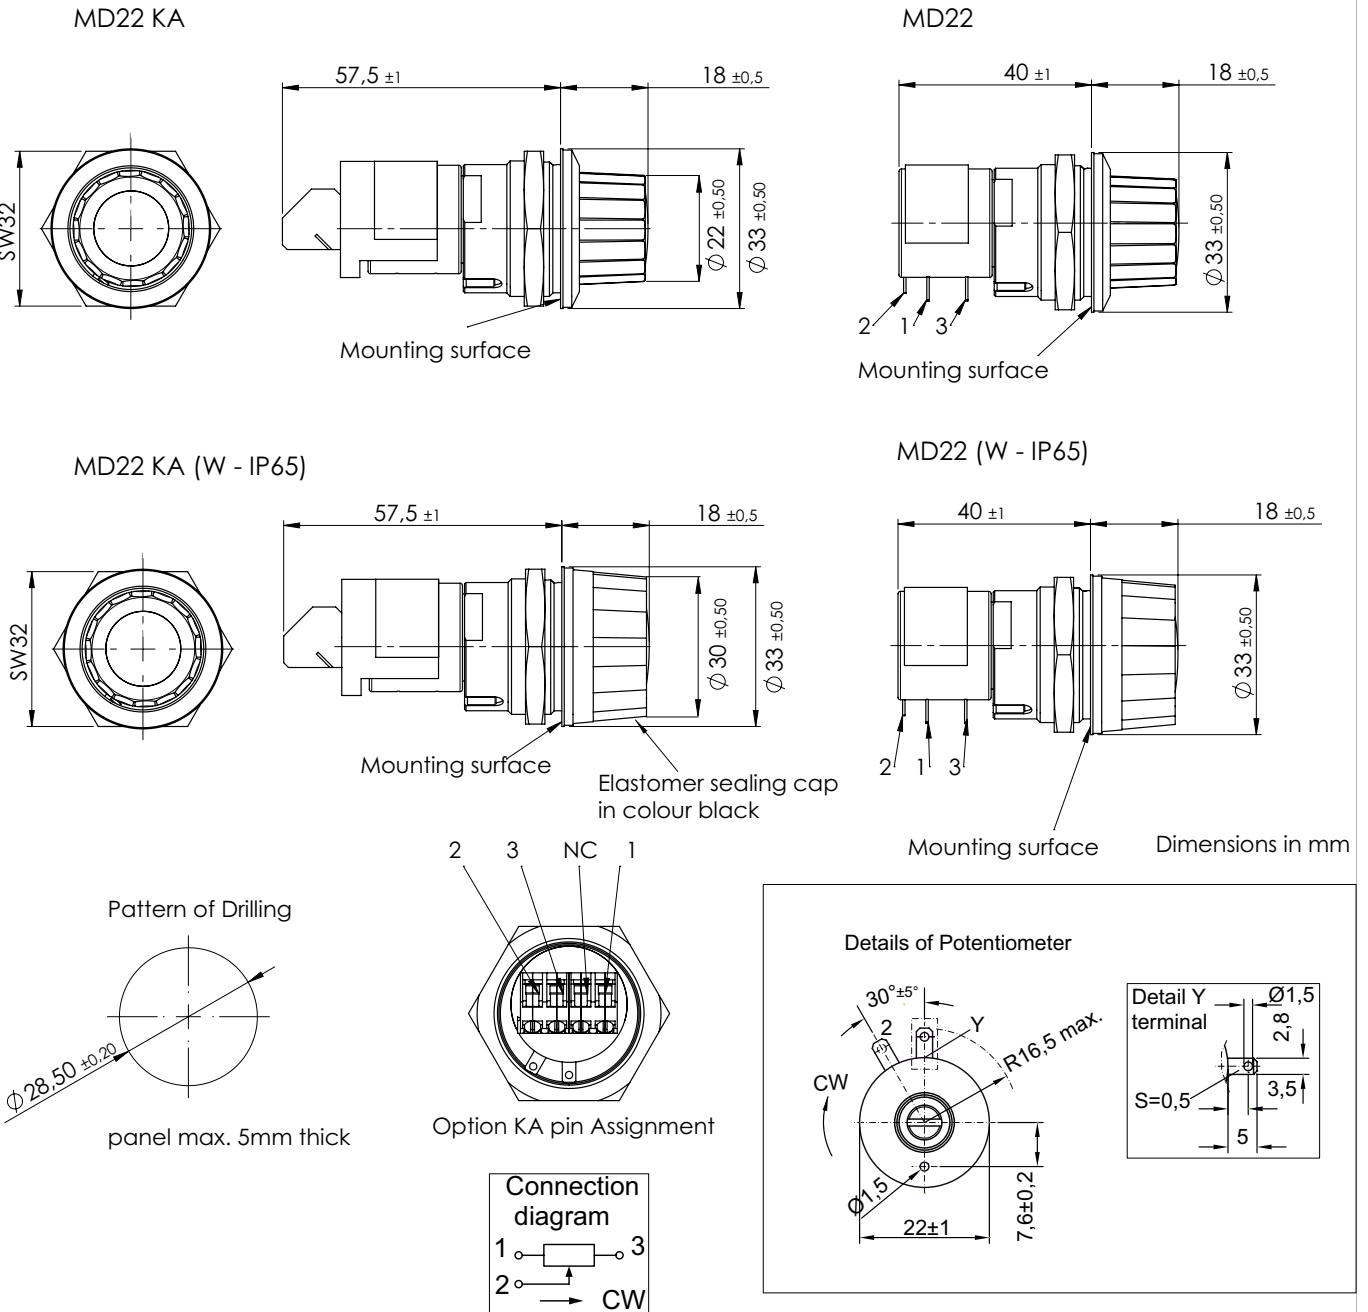 MD22 KA
MD22
57,5 ±1
18 ±0,5
40 ±1
18 ±0,5
SW32
Ø 22 ±0,50
Ø 33 ±0,50
Ø 33 ±0,50
2
1
3
Mounting surface
Mounting surface
MD22 KA (W - IP65)
MD22 (W - IP65)
57,5 ±1
18 ±0,5
40 ±1
18 ±0,5
SW32
Ø 30 ±0,50
Ø 33 ±0,50
Ø 33 ±0,50
2
1
3
Mounting surface
Elastomer sealing cap
in colour black
Mounting surface
Dimensions in mm
2
3
NC
1
Pattern of Drilling
Ø 28,50 ±0,20
panel max. 5mm thick
Option KA pin Assignment
Connection
diagram
1
3
2
CW
Details of Potentiometer
30°±5°
2
Y
R16,5 max.
CW
Ø1,5
22±1
7,6±0,2
Detail Y
terminal
Ø1,5
2,8
S=0,5
3,5
5